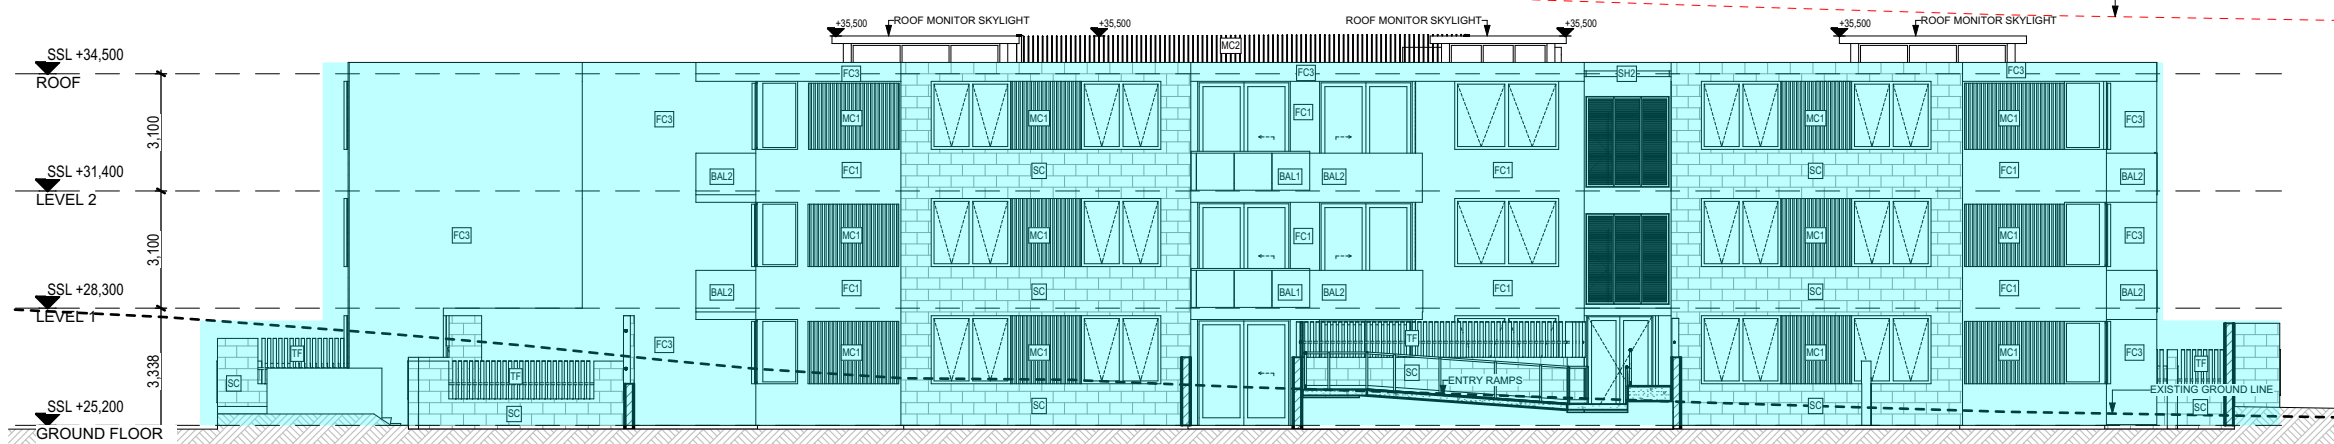 +35,500
ROOF MONITOR SKYLIGHT
+35,500
ROOF MONITOR SKYLIGHT
+35,500
+35,500
ROOF MONITOR SKYLIGHT
MC2
SSL +34,500
ROOF
FC3
FC3
SH2
FC3
3,100
FC3
MC1
MC1
FC1
MC1
MC1
FC3
SSL +31,400
LEVEL 2
BAL2
FC1
SC
BAL1
BAL2
FC1
SC
FC1
BAL2
3,100
FC3
MC1
MC1
FC1
MC1
MC1
FC3
SSL +28,300
LEVEL 1
BAL2
FC1
SC
BAL1
BAL2
FC1
SC
FC1
BAL2
3,338
TF
FC3
MC1
MC1
TF
MC1
MC1
FC3
TF
SC
TF
SC
ENTRY RAMPS
EXISTING GROUND LINE
SSL +25,200
GROUND FLOOR
SC
SC
SC
SC